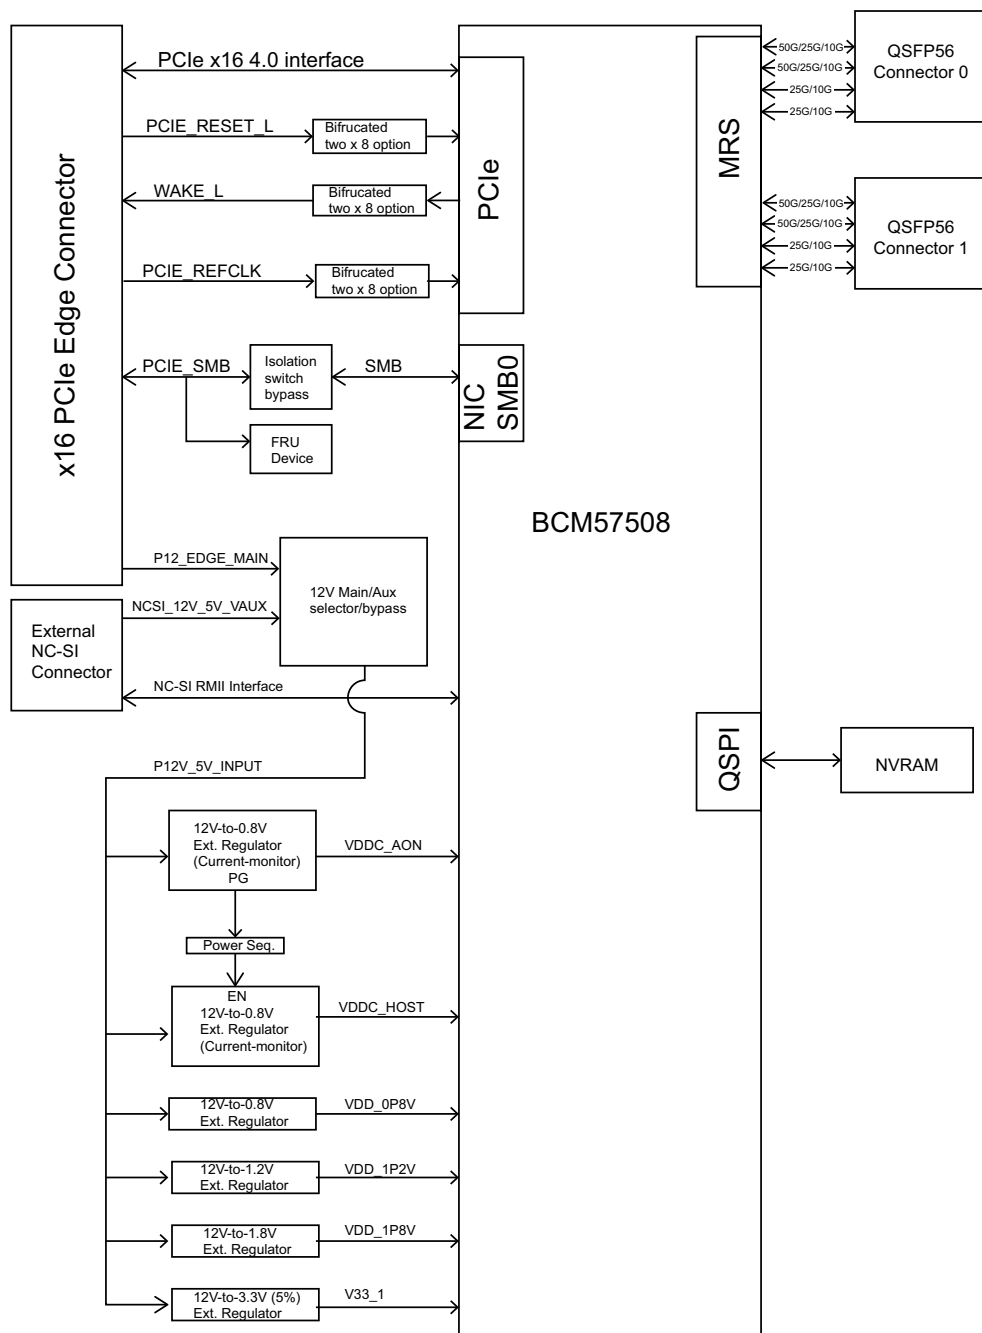 x16 PCIe Edge Connector
PCIe x16 4.0 interface
PCIE_RESET_L
Bifrucated
two x 8 option
WAKE_L
Bifrucated
two x 8 option
PCIE_REFCLK
Bifrucated
two x 8 option
PCIe
PCIE_SMB
Isolation
switch
bypass
SMB
NIC
SMB0
FRU
Device
MRS
50G/25G/10G
50G/25G/10G
25G/10G
25G/10G
QSFP56
Connector 0
50G/25G/10G
50G/25G/10G
25G/10G
25G/10G
QSFP56
Connector 1
BCM57508
P12_EDGE_MAIN
12V Main/Aux
selector/bypass
External
NC-SI
Connector
NCSI_12V_5V_VAUX
NC-SI RMII Interface
P12V_5V_INPUT
QSPI
NVRAM
12V-to-0.8V
Ext. Regulator
(Current-monitor)
PG
VDDC_AON
Power Seq.
EN
12V-to-0.8V
Ext. Regulator
(Current-monitor)
VDDC_HOST
12V-to-0.8V
Ext. Regulator
VDD_0P8V
12V-to-1.2V
Ext. Regulator
VDD_1P2V
12V-to-1.8V
Ext. Regulator
VDD_1P8V
12V-to-3.3V (5%)
Ext. Regulator
V33_1